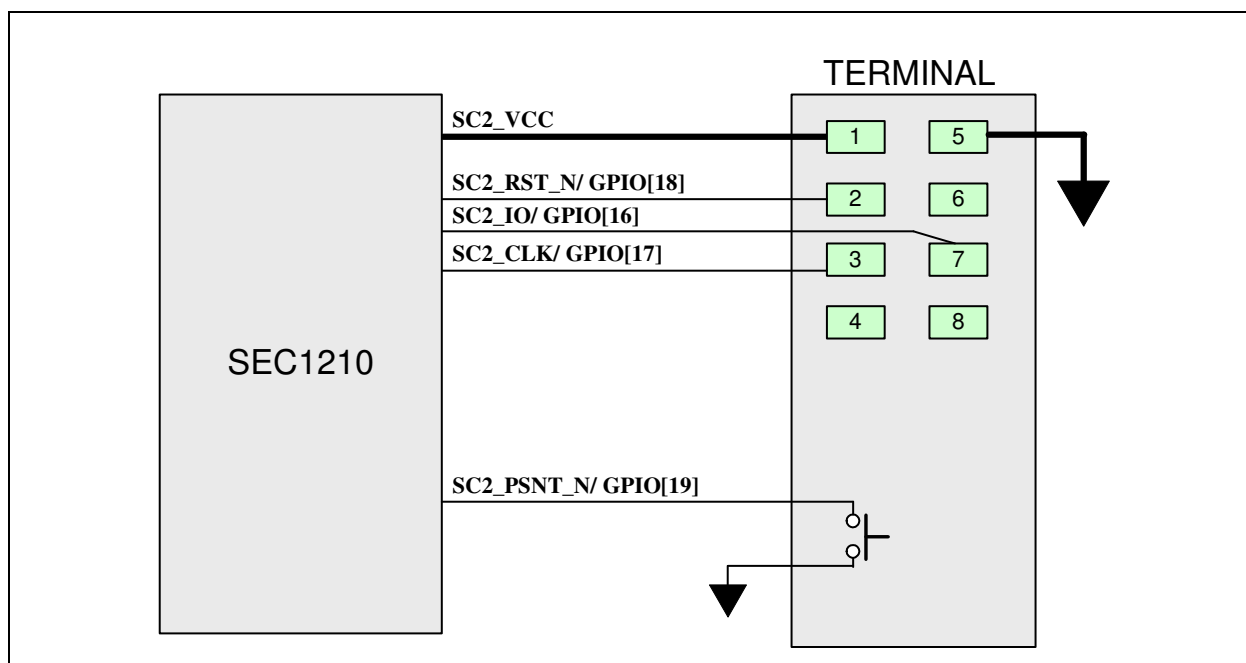 TERMINAL
SC2_VCC
1
5
SC2_RST_N/ GPIO[18]
2
6
SC2_IO/ GPIO[16]
SC2_CLK/ GPIO[17]
3
7
4
8
SEC1210
SC2_PSNT_N/ GPIO[19]